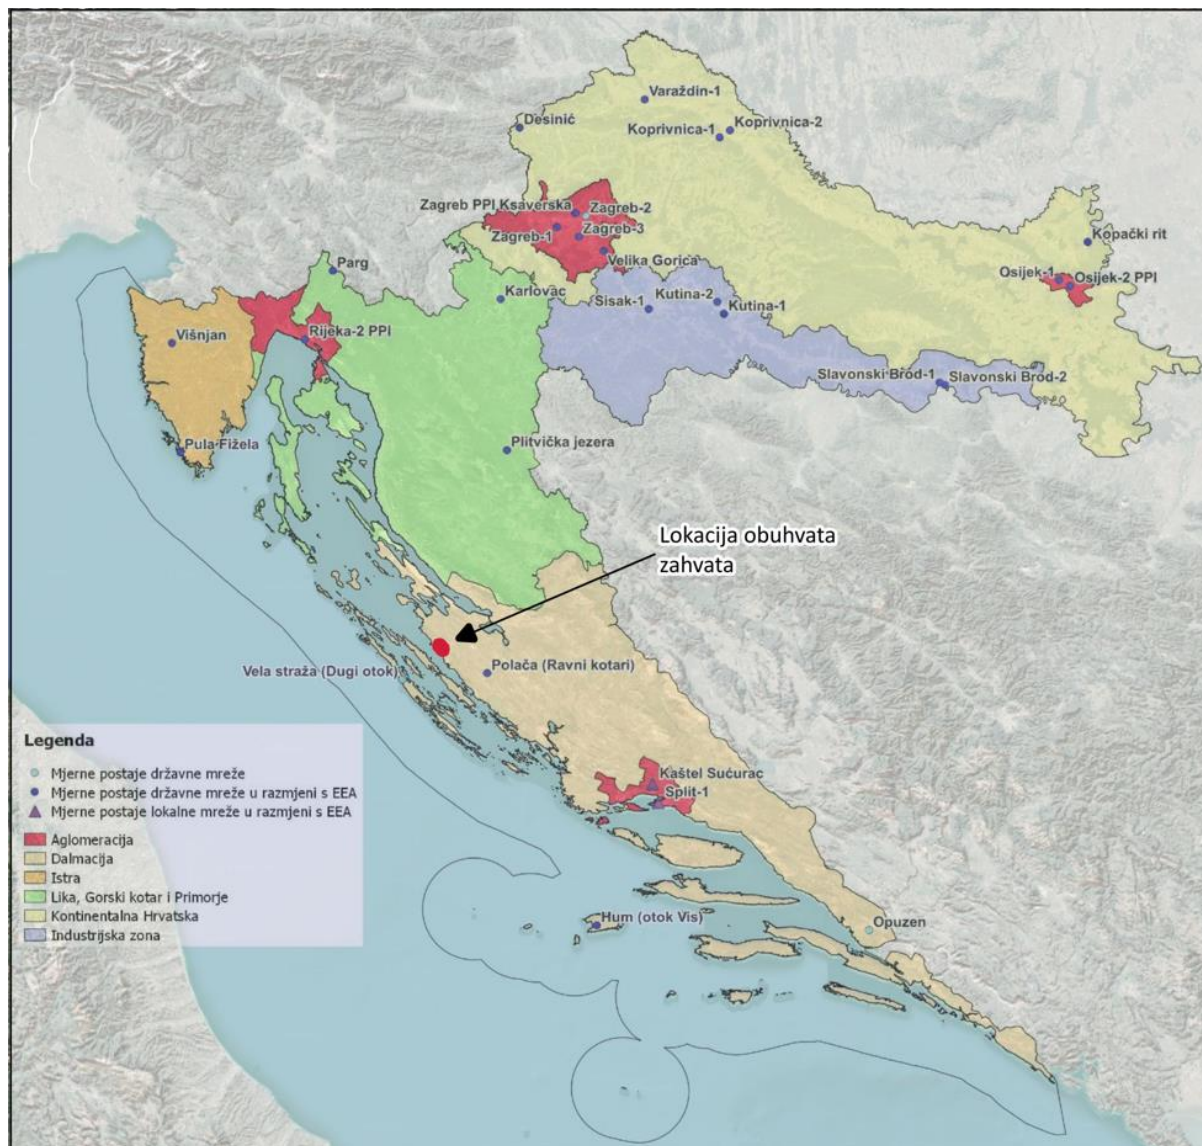 Varaždin-1
Desinić
Koprivnica-2
Koprivnica-1
Zagreb PPI Ksaverska
Zagreb-2
Zagreb-1
Zagreb-3
Kopački rit
Velika Gorica
Parg
Osijek-1
Osijek-2 PPI
Karlovac
Sisak-1
Kutina-2
Kutina-1
Višnjan
Rijeka-2 PPI
Slavonski Brod-1
Slavonski Brod-2
Pula Fižela
Plitvička jezera
Lokacija obuhvata
zahvata
Vela straža (Dugi otok)
Polača (Ravni kotari)
Legenda
Mjerne postaje državne mreže
Mjerne postaje državne mreže u razmjeni s EEA
Mjerne postaje lokalne mreže u razmjeni s EEA
Aglomeracija
Dalmacija
Istra
Lika, Gorski kotar i Primorje
Kontinentalna Hrvatska
Industrijska zona
Kaštel Sućurac
Split-1
Hum (otok Vis)
Opuzen